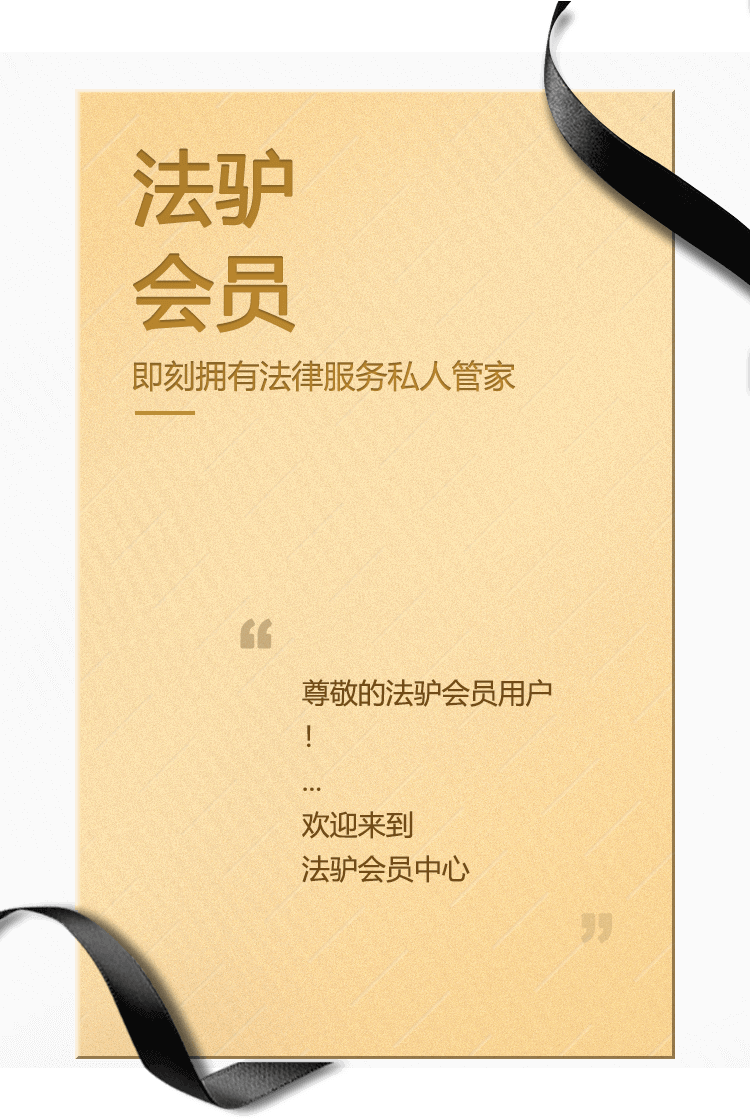 法驴
会员
即刻拥有法律服务私人管家
“
尊敬的法驴会员用户
！
...
欢迎来到
法驴会员中心
”